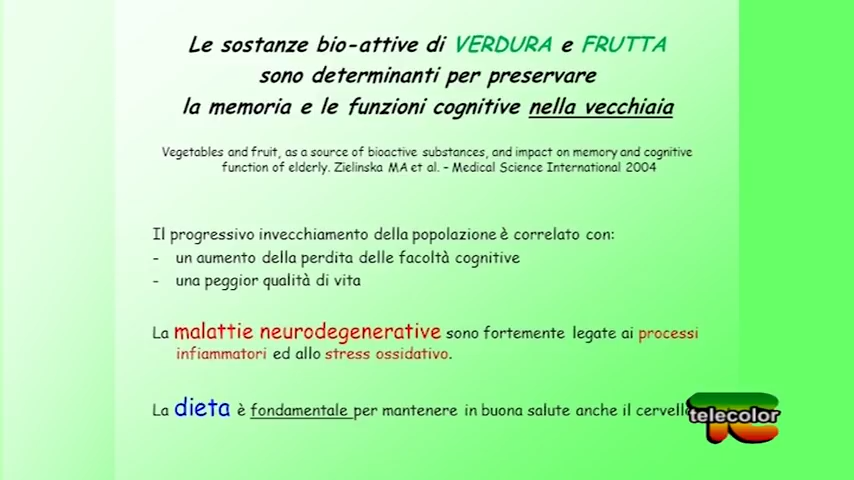 Le sostanze bio-attive di VERDURA e FRUTTA
sono determinanti per preservare
la memoria e le funzioni cognitive nella vecchiaia
Vegetables and fruit, as a source of bioactive substances, and impact on memory and cognitive
function of elderly. Zielinska MA et al. – Medical Science International 2004
Il progressivo invecchiamento della popolazione è correlato con:
- un aumento della perdita delle facoltà cognitive
- una peggior qualità di vita
La malattie neurodegenerative sono fortemente legate ai processi
infiammatori ed allo stress ossidativo.
La dieta è fondamentale per mantenere in buona salute anche il cervell
telecolor